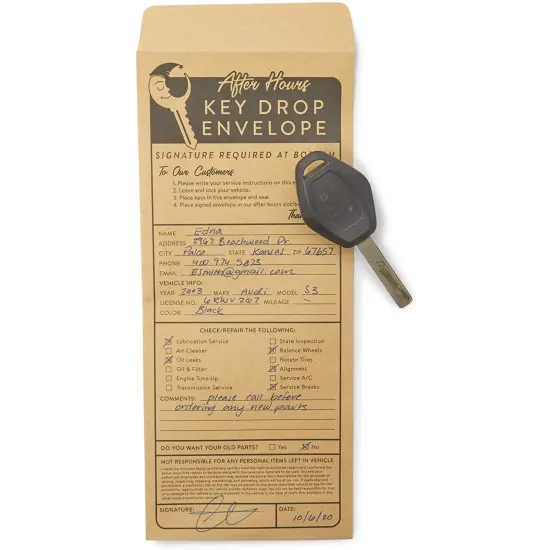 After Hours
KEY DROP
ENVELOPE
SIGNATURE REQUIRED AT
To Our Customers
1. Please write your service instructions on this
2. Leave and lock your vehicle.
3. Place keys in this envelope and seal.
4. Place signed envelope in our after hours slot/
NAME Edna
ADDRESS 2967 Beachwood Dr.
CITY Palco STATE Kansas ZIP 67657
PHONE 410 974 5873
EMAIL ESmith@gmail.com
VEHICLE INFO:
YEAR 2003 MAKE Audi MODEL S3
LICENSE NO. 6RWV267 MILEAGE
COLOR Black
CHECK/REPAIR THE FOLLOWING:
Lubrication Service State Inspection
Air Cleaner Balance Wheels
Oil Leaks Rotate Tires
Oil & Filter Alignment
Engine Tune-Up Service A/C
Transmission Service Service Breaks
COMMENTS: please call before
ordering any new parts
DO YOU WANT YOUR OLD PARTS? Yes No
NOT RESPONSIBLE FOR ANY PERSONAL ITEMS LEFT IN VEHICLE.
SIGNATURE: DATE:
10/6/20